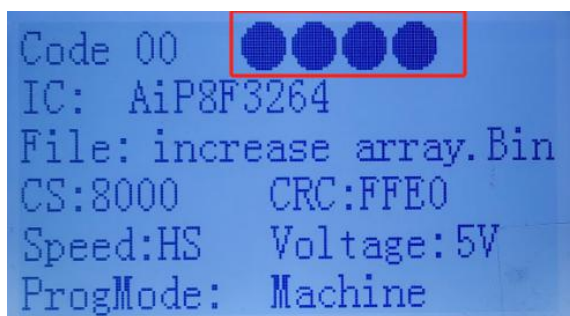 Code 00 ●●●●
IC: AiP8F3264
File: increase array.Bin
CS:8000 CRC:FFE0
Speed:HS Voltage:5V
ProgMode: Machine